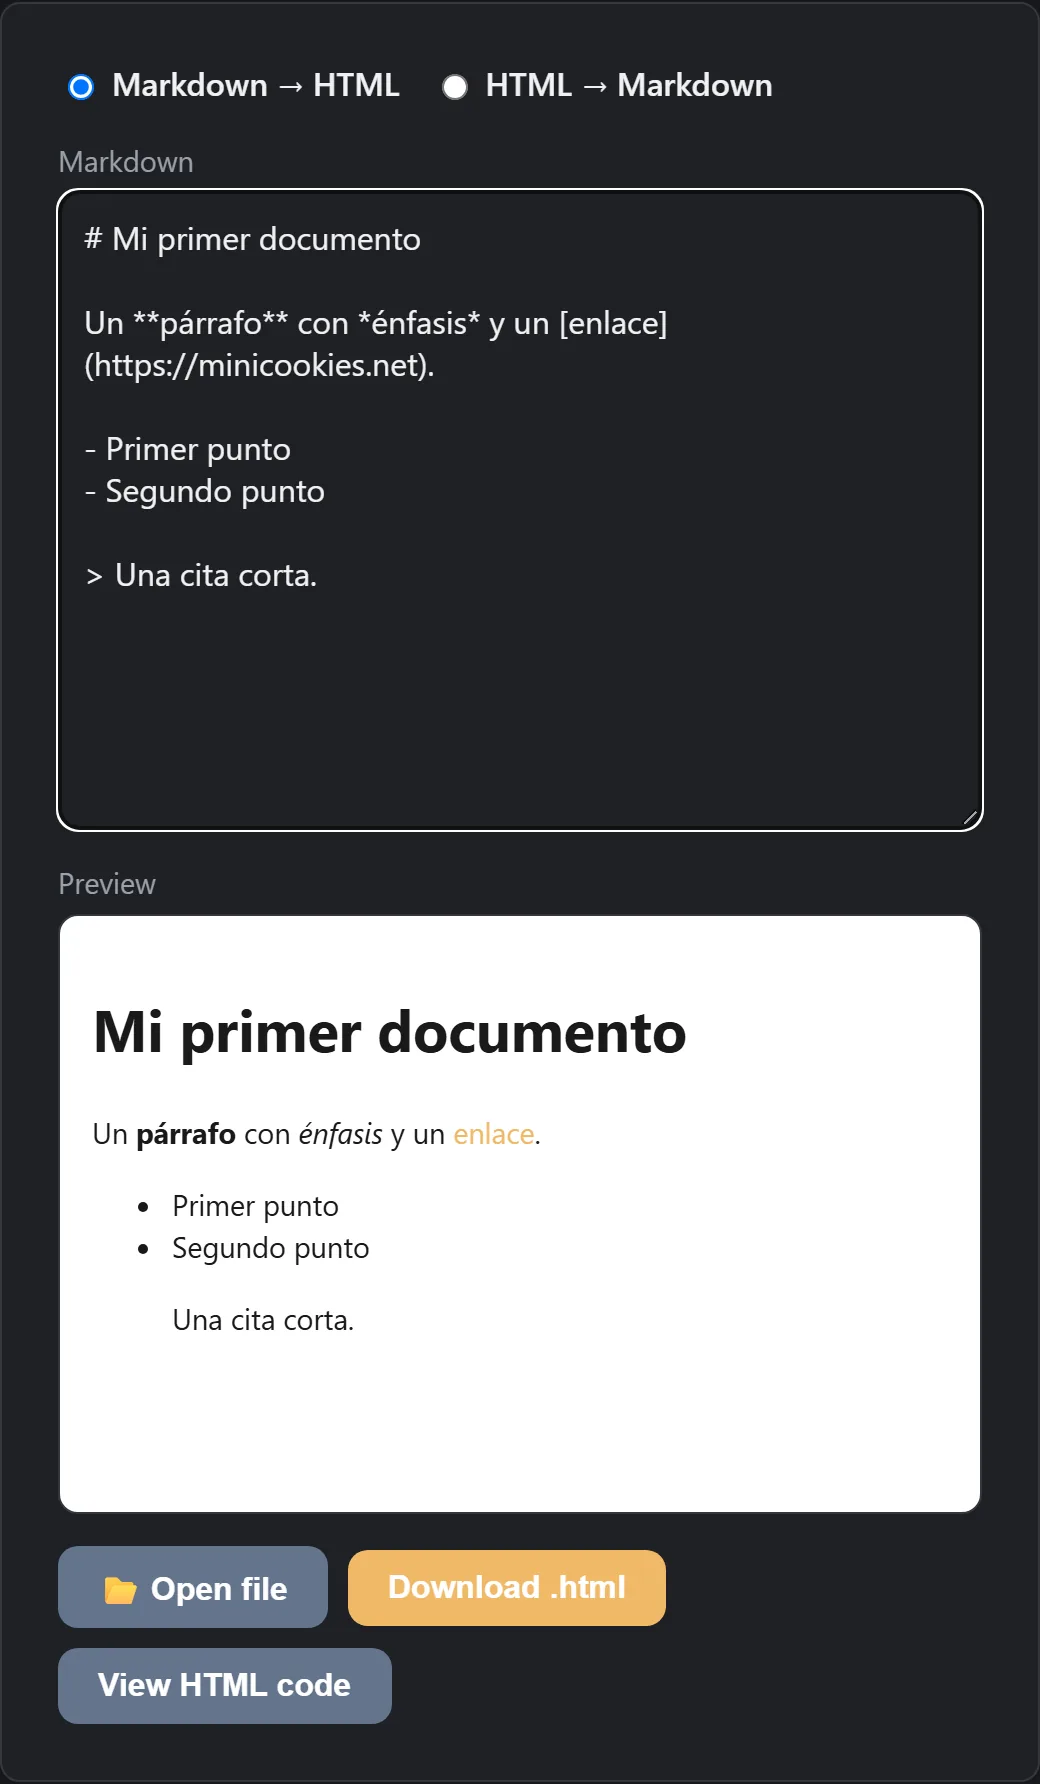 Markdown → HTML HTML → Markdown
Markdown
# Mi primer documento
Un **párrafo** con *énfasis* y un [enlace]
(https://minicookies.net).
- Primer punto
- Segundo punto
> Una cita corta.
Preview
Mi primer documento
Un párrafo con énfasis y un enlace.
• Primer punto
• Segundo punto
Una cita corta.
Open file Download .html
View HTML code